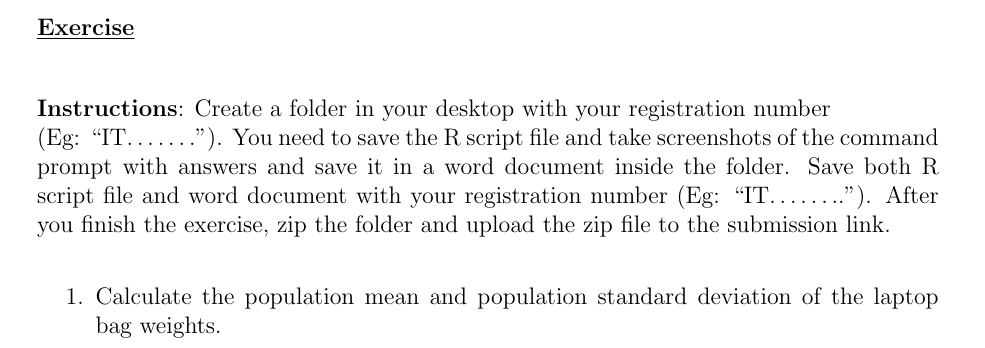 Exercise
Instructions: Create a folder in your desktop with your registration number
(Eg: “IT.......”). You need to save the R script file and take screenshots of the command
prompt with answers and save it in a word document inside the folder. Save both R
script file and word document with your registration number (Eg: “IT........”). After
you finish the exercise, zip the folder and upload the zip file to the submission link.
1. Calculate the population mean and population standard deviation of the laptop
bag weights.